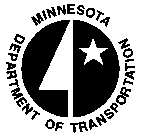 MINNESOTA
DEPARTMENT OF TRANSPORTATION